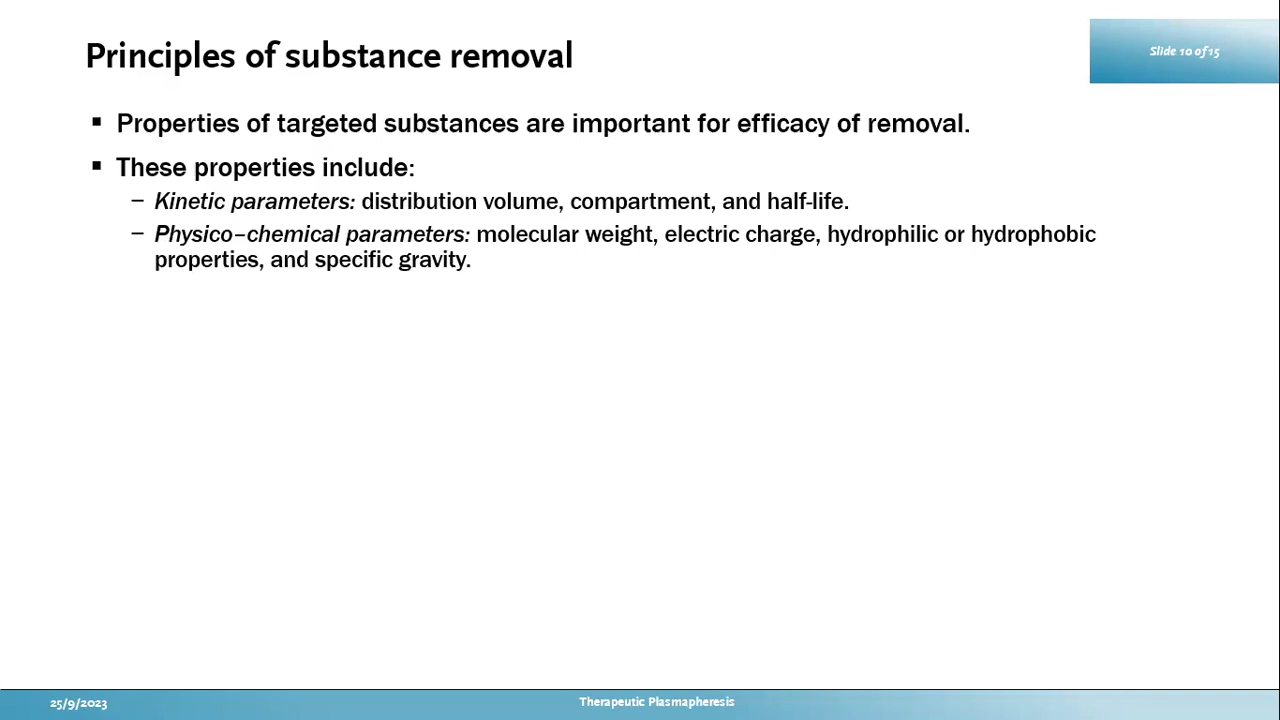 Principles of substance removal
Slide 10 of 15
▪ Properties of targeted substances are important for efficacy of removal.
▪ These properties include:
– Kinetic parameters: distribution volume, compartment, and half-life.
– Physico–chemical parameters: molecular weight, electric charge, hydrophilic or hydrophobic
properties, and specific gravity.
25/9/2023
Therapeutic Plasmapheresis